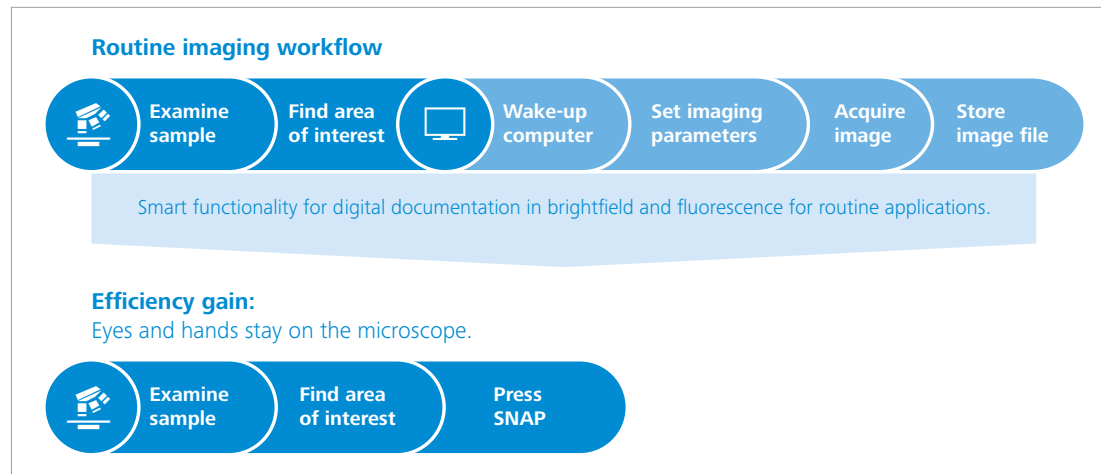 Routine imaging workflow
Examine
sample
Find area
of interest
Wake-up
computer
Set imaging
parameters
Acquire
image
Store
image file
Smart functionality for digital documentation in brightfield and fluorescence for routine applications.
Efficiency gain:
Eyes and hands stay on the microscope.
Examine
sample
Find area
of interest
Press
SNAP